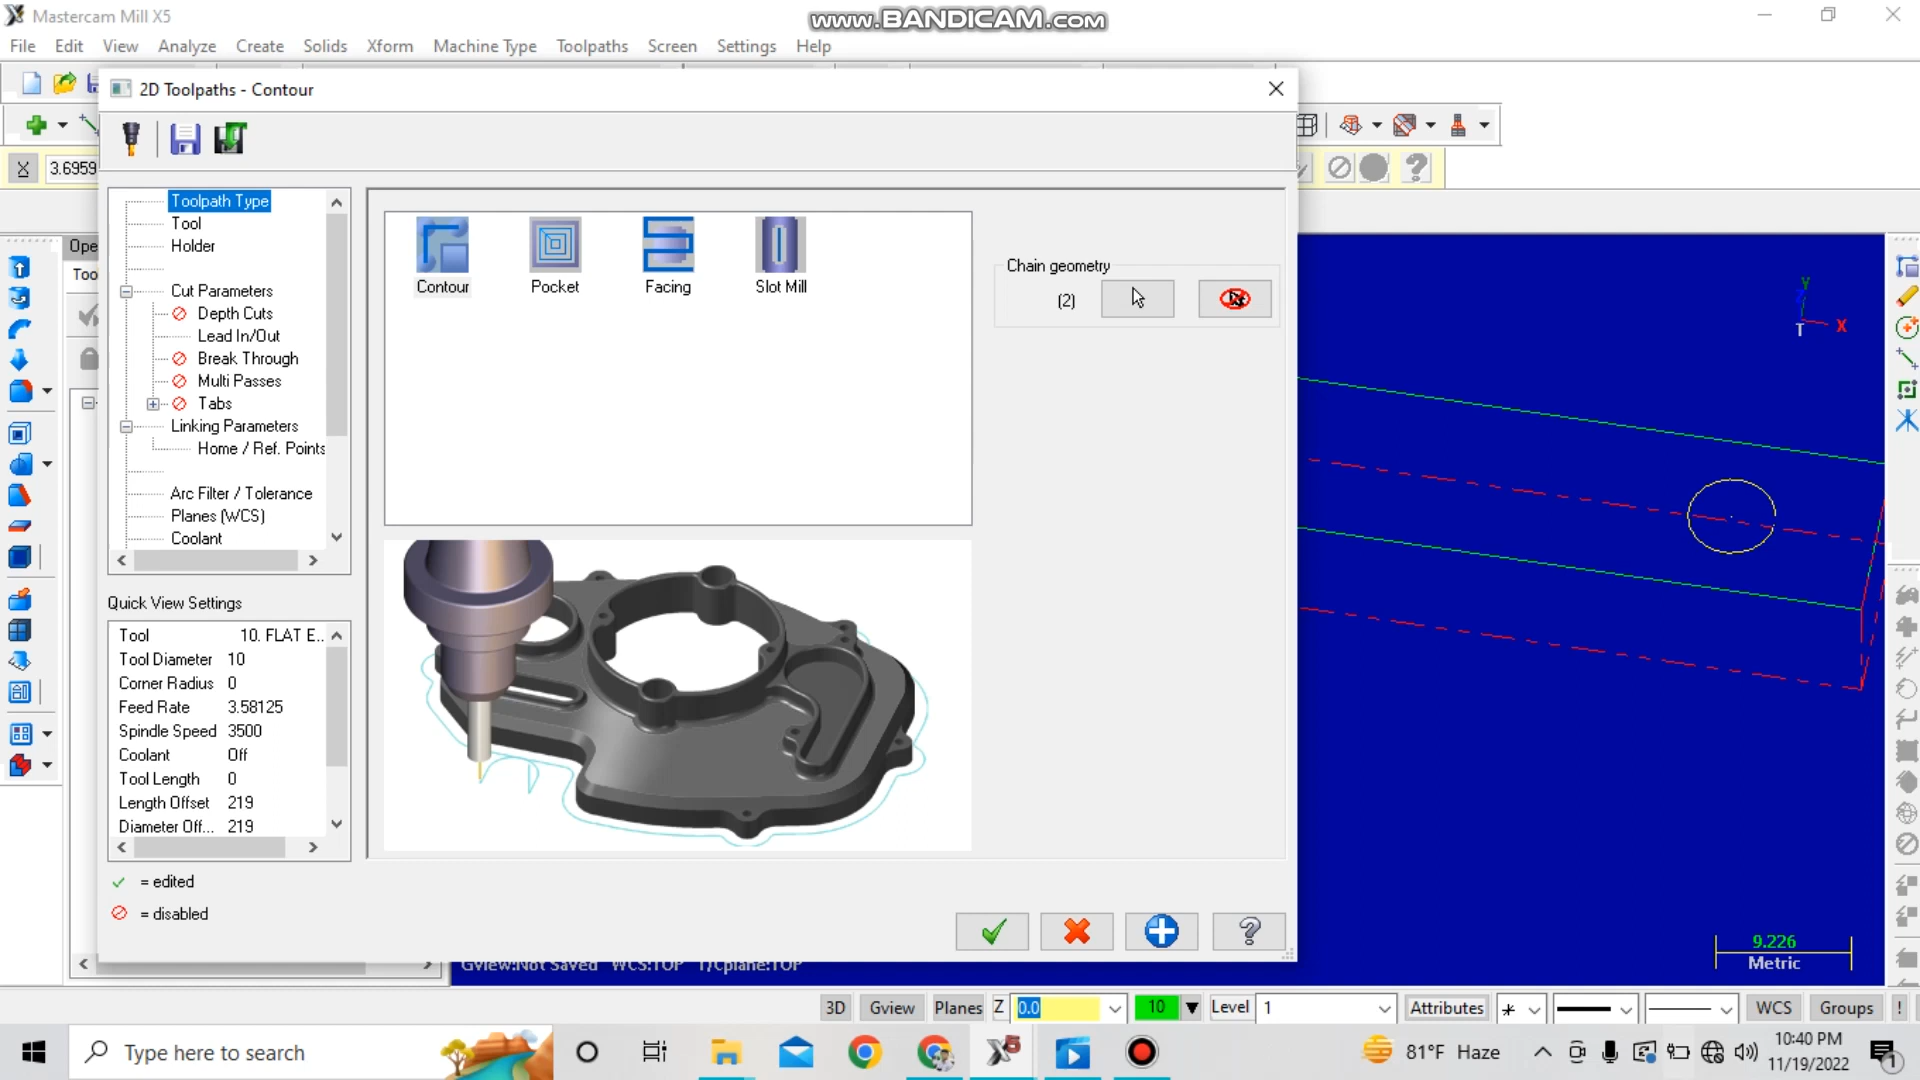 Mastercam Mill X5
www.BANDICAM.com
File Edit View Analyze Create Solids Xform Machine Type Toolpaths Screen Settings Help
2D Toolpaths - Contour
3.6959
Ope
Too
Toolpath Type
Tool
Holder
Cut Parameters
Depth Cuts
Lead In/Out
Break Through
Multi Passes
Tabs
Linking Parameters
Home / Ref. Points
Arc Filter / Tolerance
Planes (WCS)
Coolant
Contour Pocket Facing Slot Mill
Chain geometry
(2)
Quick View Settings
Tool 10. FLAT E..
Tool Diameter 10
Corner Radius 0
Feed Rate 3.58125
Spindle Speed 3500
Coolant Off
Tool Length 0
Length Offset 219
Diameter Off... 219
= edited
= disabled
Y
Z
T X
9.226
Metric
Gview:Not Saved WCS:TOP T/Cplane:TOP
3D Gview Planes Z 0.0 10 Level 1 Attributes WCS Groups !
Type here to search
81°F Haze
10:40 PM
11/19/2022
1